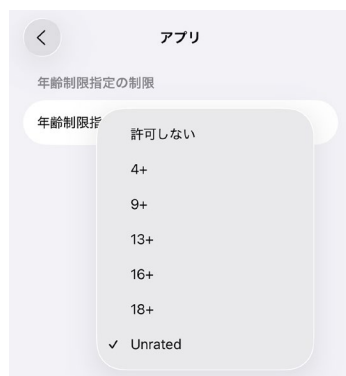 アプリ
年齢制限指定の制限
年齢制限指
許可しない
4+
9+
13+
16+
18+
✓ Unrated